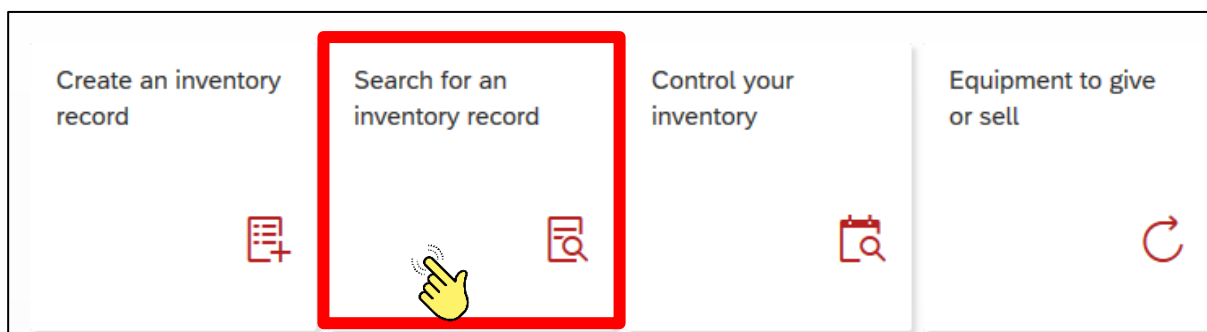 Create an inventory
record
Search for an
inventory record
Control your
inventory
Equipment to give
or sell